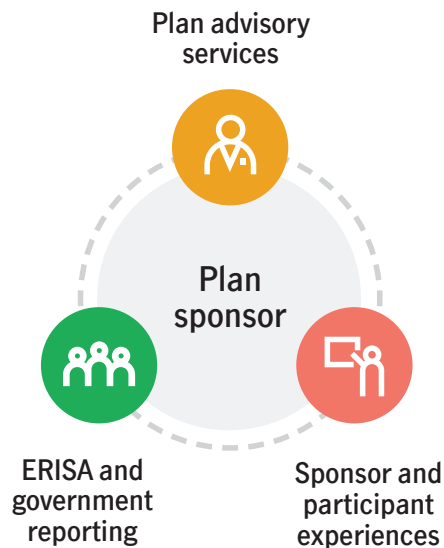 Plan advisory
services
Plan
sponsor
ERISA and
government
reporting
Sponsor and
participant
experiences